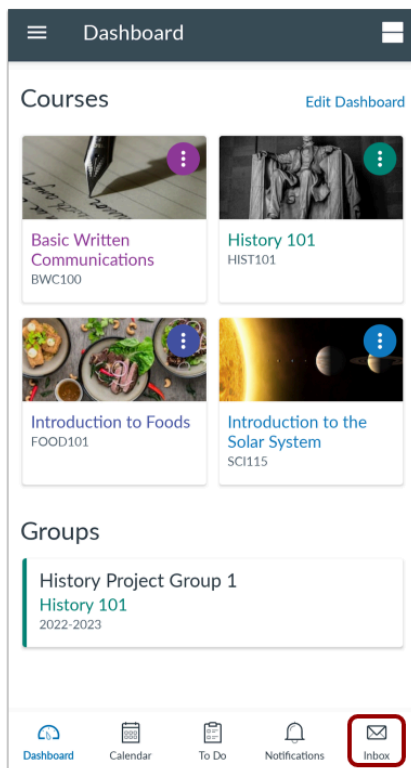 Dashboard
Courses
Edit Dashboard
Basic Written
Communications
BWC100
History 101
HIST101
Introduction to Foods
FOOD101
Introduction to the
Solar System
SCI115
Groups
History Project Group 1
History 101
2022-2023
Dashboard
Calendar
To Do
Notifications
Inbox